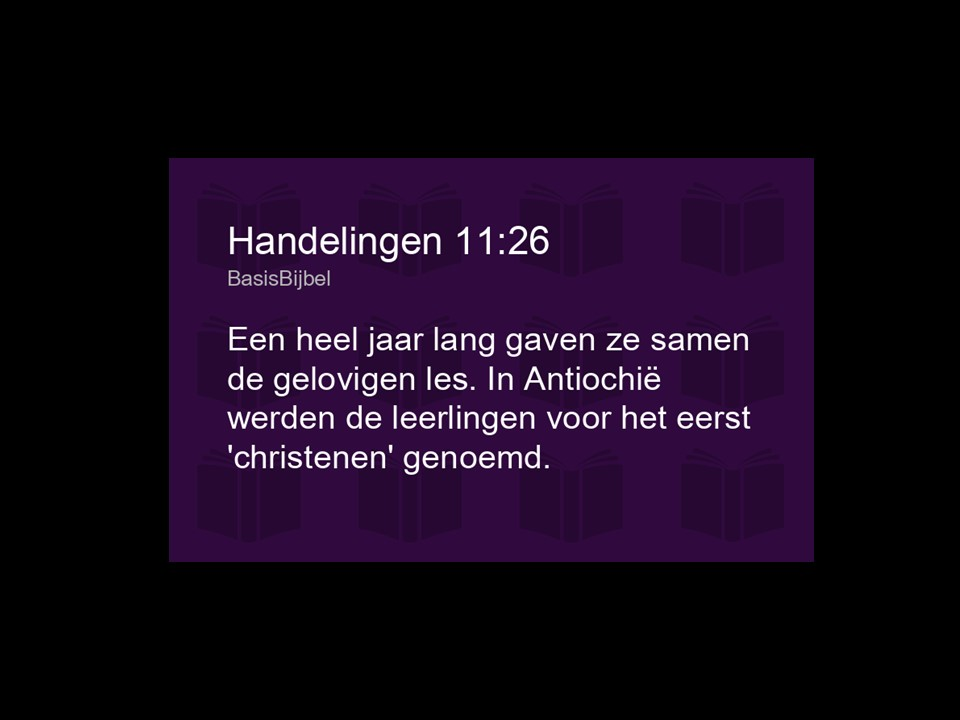 Handelingen 11:26
BasisBijbel
Een heel jaar lang gaven ze samen
de gelovigen les. In Antiochië
werden de leerlingen voor het eerst
'christenen' genoemd.